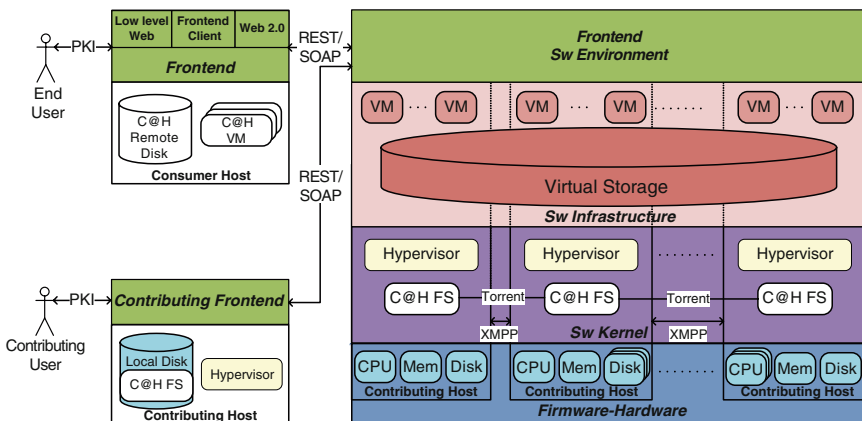 Low level Web
Frontend Client
Web 2.0
Frontend
End User
PKI
C@H Remote Disk
C@H VM
Consumer Host
REST/ SOAP
REST/ SOAP
Contributing User
PKI
Contributing Frontend
Local Disk
C@H FS
Hypervisor
Contributing Host
Frontend
Sw Environment
VM ... VM
VM ... VM
........
VM ... VM
Virtual Storage
Sw Infrastructure
Hypervisor
Hypervisor
........
Hypervisor
C@H FS
Torrent
C@H FS
Torrent
C@H FS
XMPP
Sw Kernel
XMPP
CPU Mem Disk
CPU Mem Disk
........
CPU Mem Disk
Contributing Host
Contributing Host
Contributing Host
Firmware-Hardware